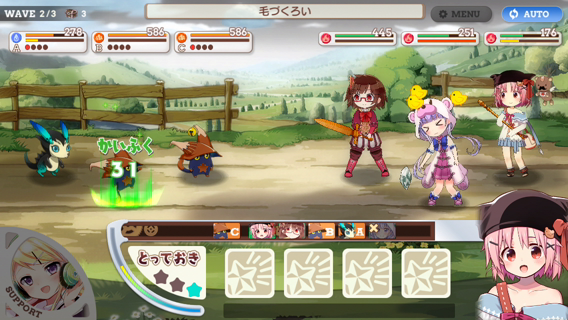 WAVE 2/3 3
毛づくろい
MENU
AUTO
278
586
586
A
B
C
445
251
176
かいふく
31
C
B
A
とっておき
SUPPORT